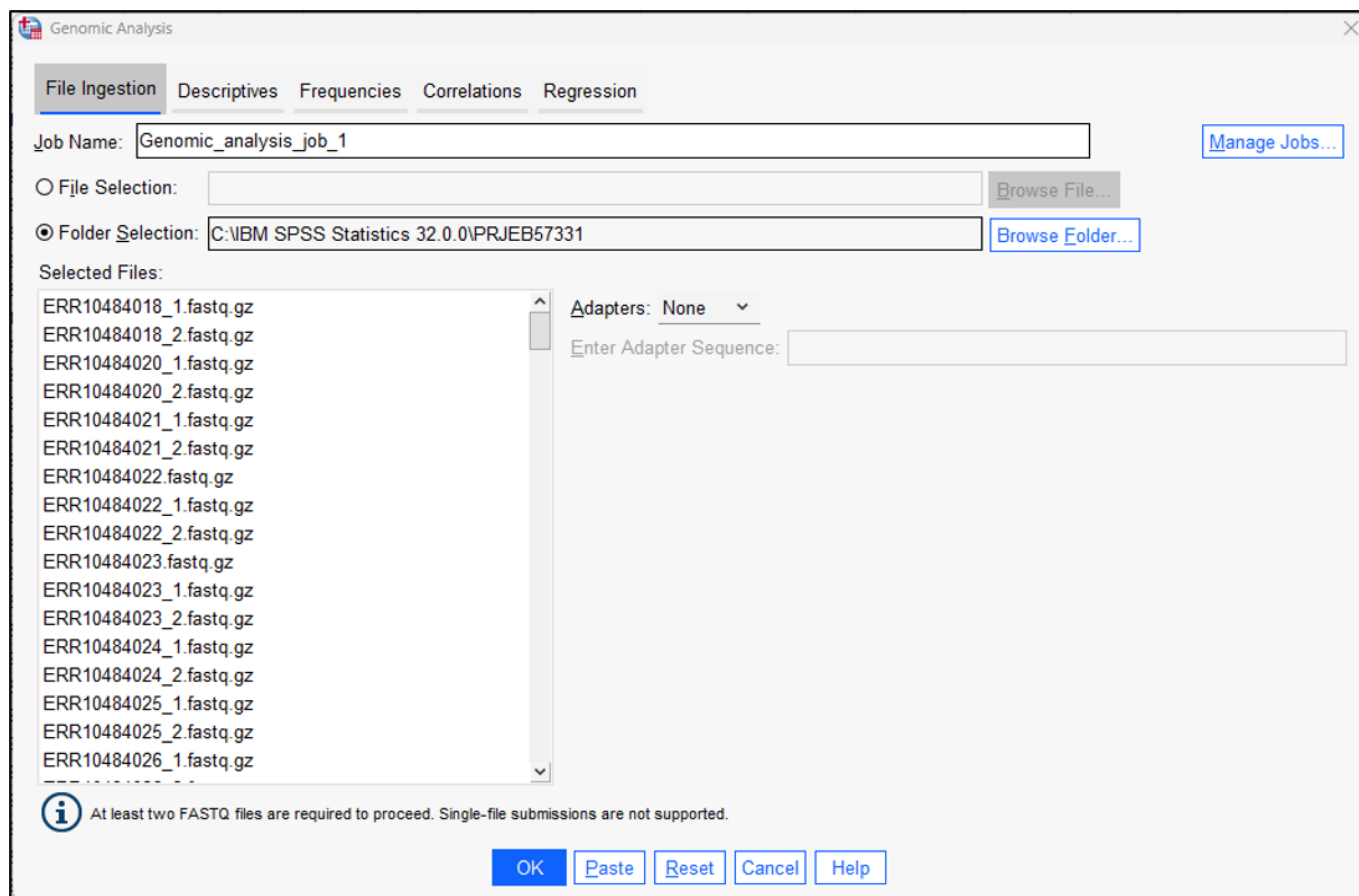 Genomic Analysis
File Ingestion Descriptives Frequencies Correlations Regression
Job Name: Genomic_analysis_job_1 Manage Jobs...
File Selection: Browse File...
Folder Selection: C:\IBM SPSS Statistics 32.0.0\PRJEB57331 Browse Folder...
Selected Files:
ERR10484018_1.fastq.gz
Adapters: None
ERR10484018_2.fastq.gz
Enter Adapter Sequence:
ERR10484020_1.fastq.gz
ERR10484020_2.fastq.gz
ERR10484021_1.fastq.gz
ERR10484021_2.fastq.gz
ERR10484022.fastq.gz
ERR10484022_1.fastq.gz
ERR10484022_2.fastq.gz
ERR10484023.fastq.gz
ERR10484023_1.fastq.gz
ERR10484023_2.fastq.gz
ERR10484024_1.fastq.gz
ERR10484024_2.fastq.gz
ERR10484025_1.fastq.gz
ERR10484025_2.fastq.gz
ERR10484026_1.fastq.gz
At least two FASTQ files are required to proceed. Single-file submissions are not supported.
OK Paste Reset Cancel Help